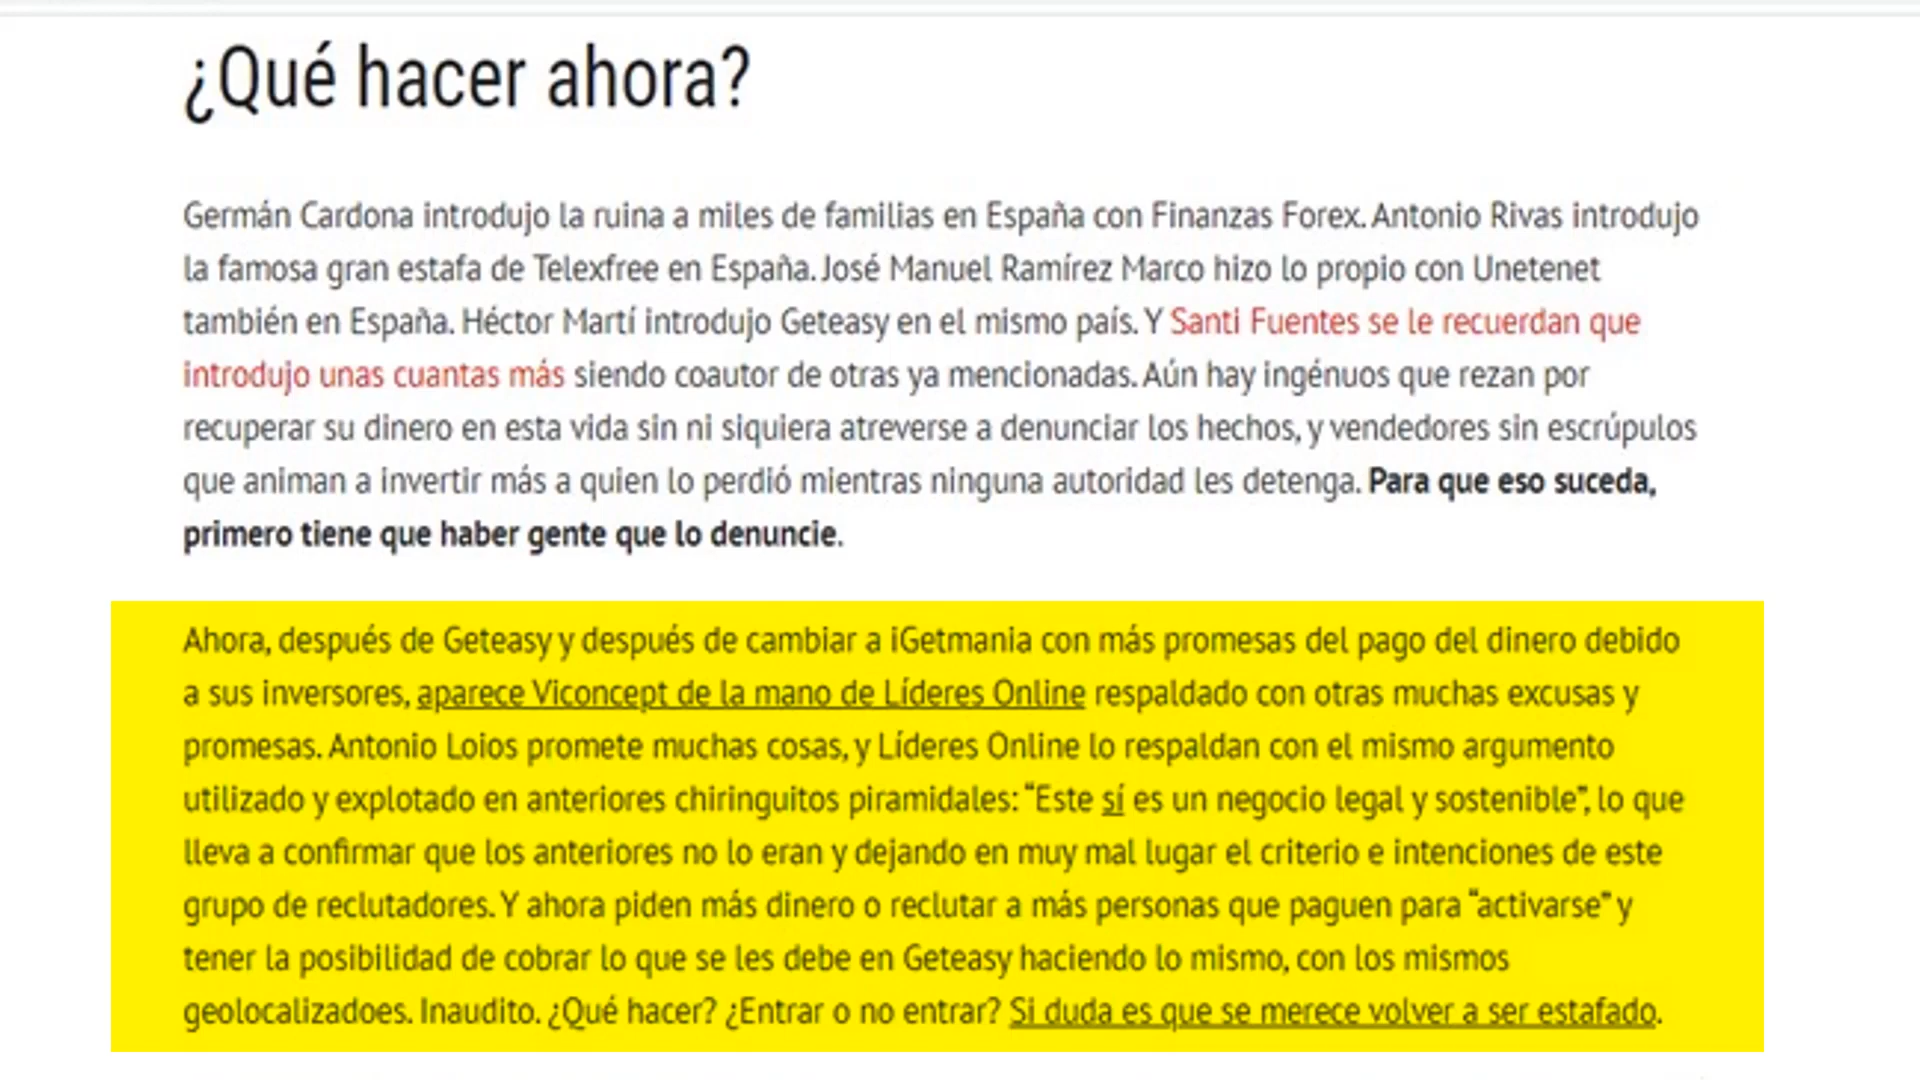 ¿Qué hacer ahora?
Germán Cardona introdujo la ruina a miles de familias en España con Finanzas Forex. Antonio Rivas introdujo
la famosa gran estafa de Telexfree en España. José Manuel Ramírez Marco hizo lo propio con Unetenet
también en España. Héctor Martí introdujo Geteasy en el mismo país. Y Santi Fuentes se le recuerdan que
introdujo unas cuantas más siendo coautor de otras ya mencionadas. Aún hay ingénuos que rezan por
recuperar su dinero en esta vida sin ni siquiera atreverse a denunciar los hechos, y vendedores sin escrúpulos
que animan a invertir más a quien lo perdió mientras ninguna autoridad les detenga. Para que eso suceda,
primero tiene que haber gente que lo denuncie.
Ahora, después de Geteasy y después de cambiar a iGetmania con más promesas del pago del dinero debido
a sus inversores, aparece Viconcept de la mano de Líderes Online respaldado con otras muchas excusas y
promesas. Antonio Loios promete muchas cosas, y Líderes Online lo respaldan con el mismo argumento
utilizado y explotado en anteriores chiringuitos piramidales: “Este sí es un negocio legal y sostenible”, lo que
lleva a confirmar que los anteriores no lo eran y dejando en muy mal lugar el criterio e intenciones de este
grupo de reclutadores. Y ahora piden más dinero o reclutar a más personas que paguen para “activarse” y
tener la posibilidad de cobrar lo que se les debe en Geteasy haciendo lo mismo, con los mismos
geolocalizadoes. Inaudito. ¿Qué hacer? ¿Entrar o no entrar? Si duda es que se merece volver a ser estafado.